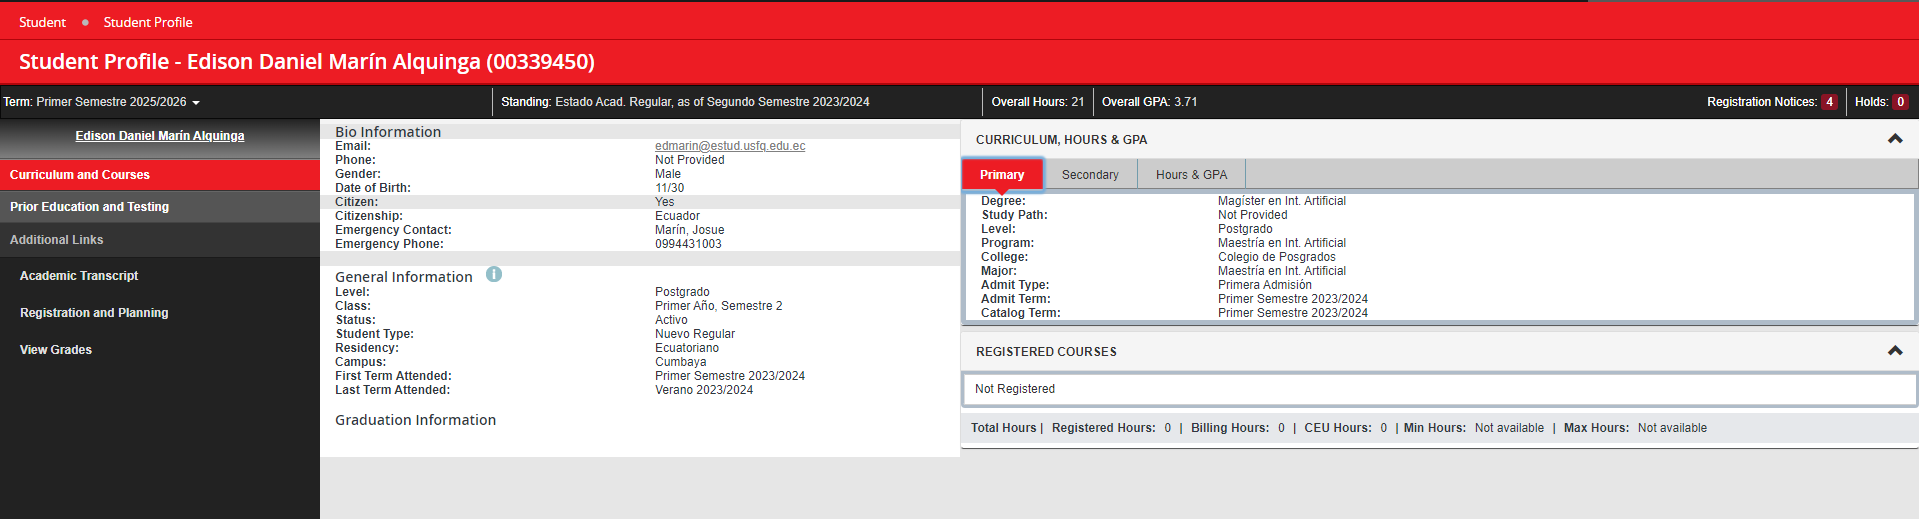 Student • Student Profile
Student Profile - Edison Daniel Marín Alquinga (00339450)
Term: Primer Semestre 2025/2026
Standing: Estado Acad. Regular, as of Segundo Semestre 2023/2024
Overall Hours: 21
Overall GPA: 3.71
Registration Notices: 4
Holds: 0
Edison Daniel Marín Alquinga
Curriculum and Courses
Prior Education and Testing
Additional Links
Academic Transcript
Registration and Planning
View Grades
Bio Information
Email: edmarin@estud.usfq.edu.ec
Phone: Not Provided
Gender: Male
Date of Birth: 11/30
Citizen: Yes
Citizenship: Ecuador
Emergency Contact: Marín, Josue
Emergency Phone: 0994431003
General Information
Level: Postgrado
Class: Primer Año, Semestre 2
Status: Activo
Student Type: Nuevo Regular
Residency: Ecuatoriano
Campus: Cumbaya
First Term Attended: Primer Semestre 2023/2024
Last Term Attended: Verano 2023/2024
Graduation Information
CURRICULUM, HOURS & GPA
Primary Secondary Hours & GPA
Degree: Magíster en Int. Artificial
Study Path: Not Provided
Level: Postgrado
Program: Maestría en Int. Artificial
College: Colegio de Posgrados
Major: Maestría en Int. Artificial
Admit Type: Primera Admisión
Admit Term: Primer Semestre 2023/2024
Catalog Term: Primer Semestre 2023/2024
REGISTERED COURSES
Not Registered
Total Hours | Registered Hours: 0 | Billing Hours: 0 | CEU Hours: 0 | Min Hours: Not available | Max Hours: Not available